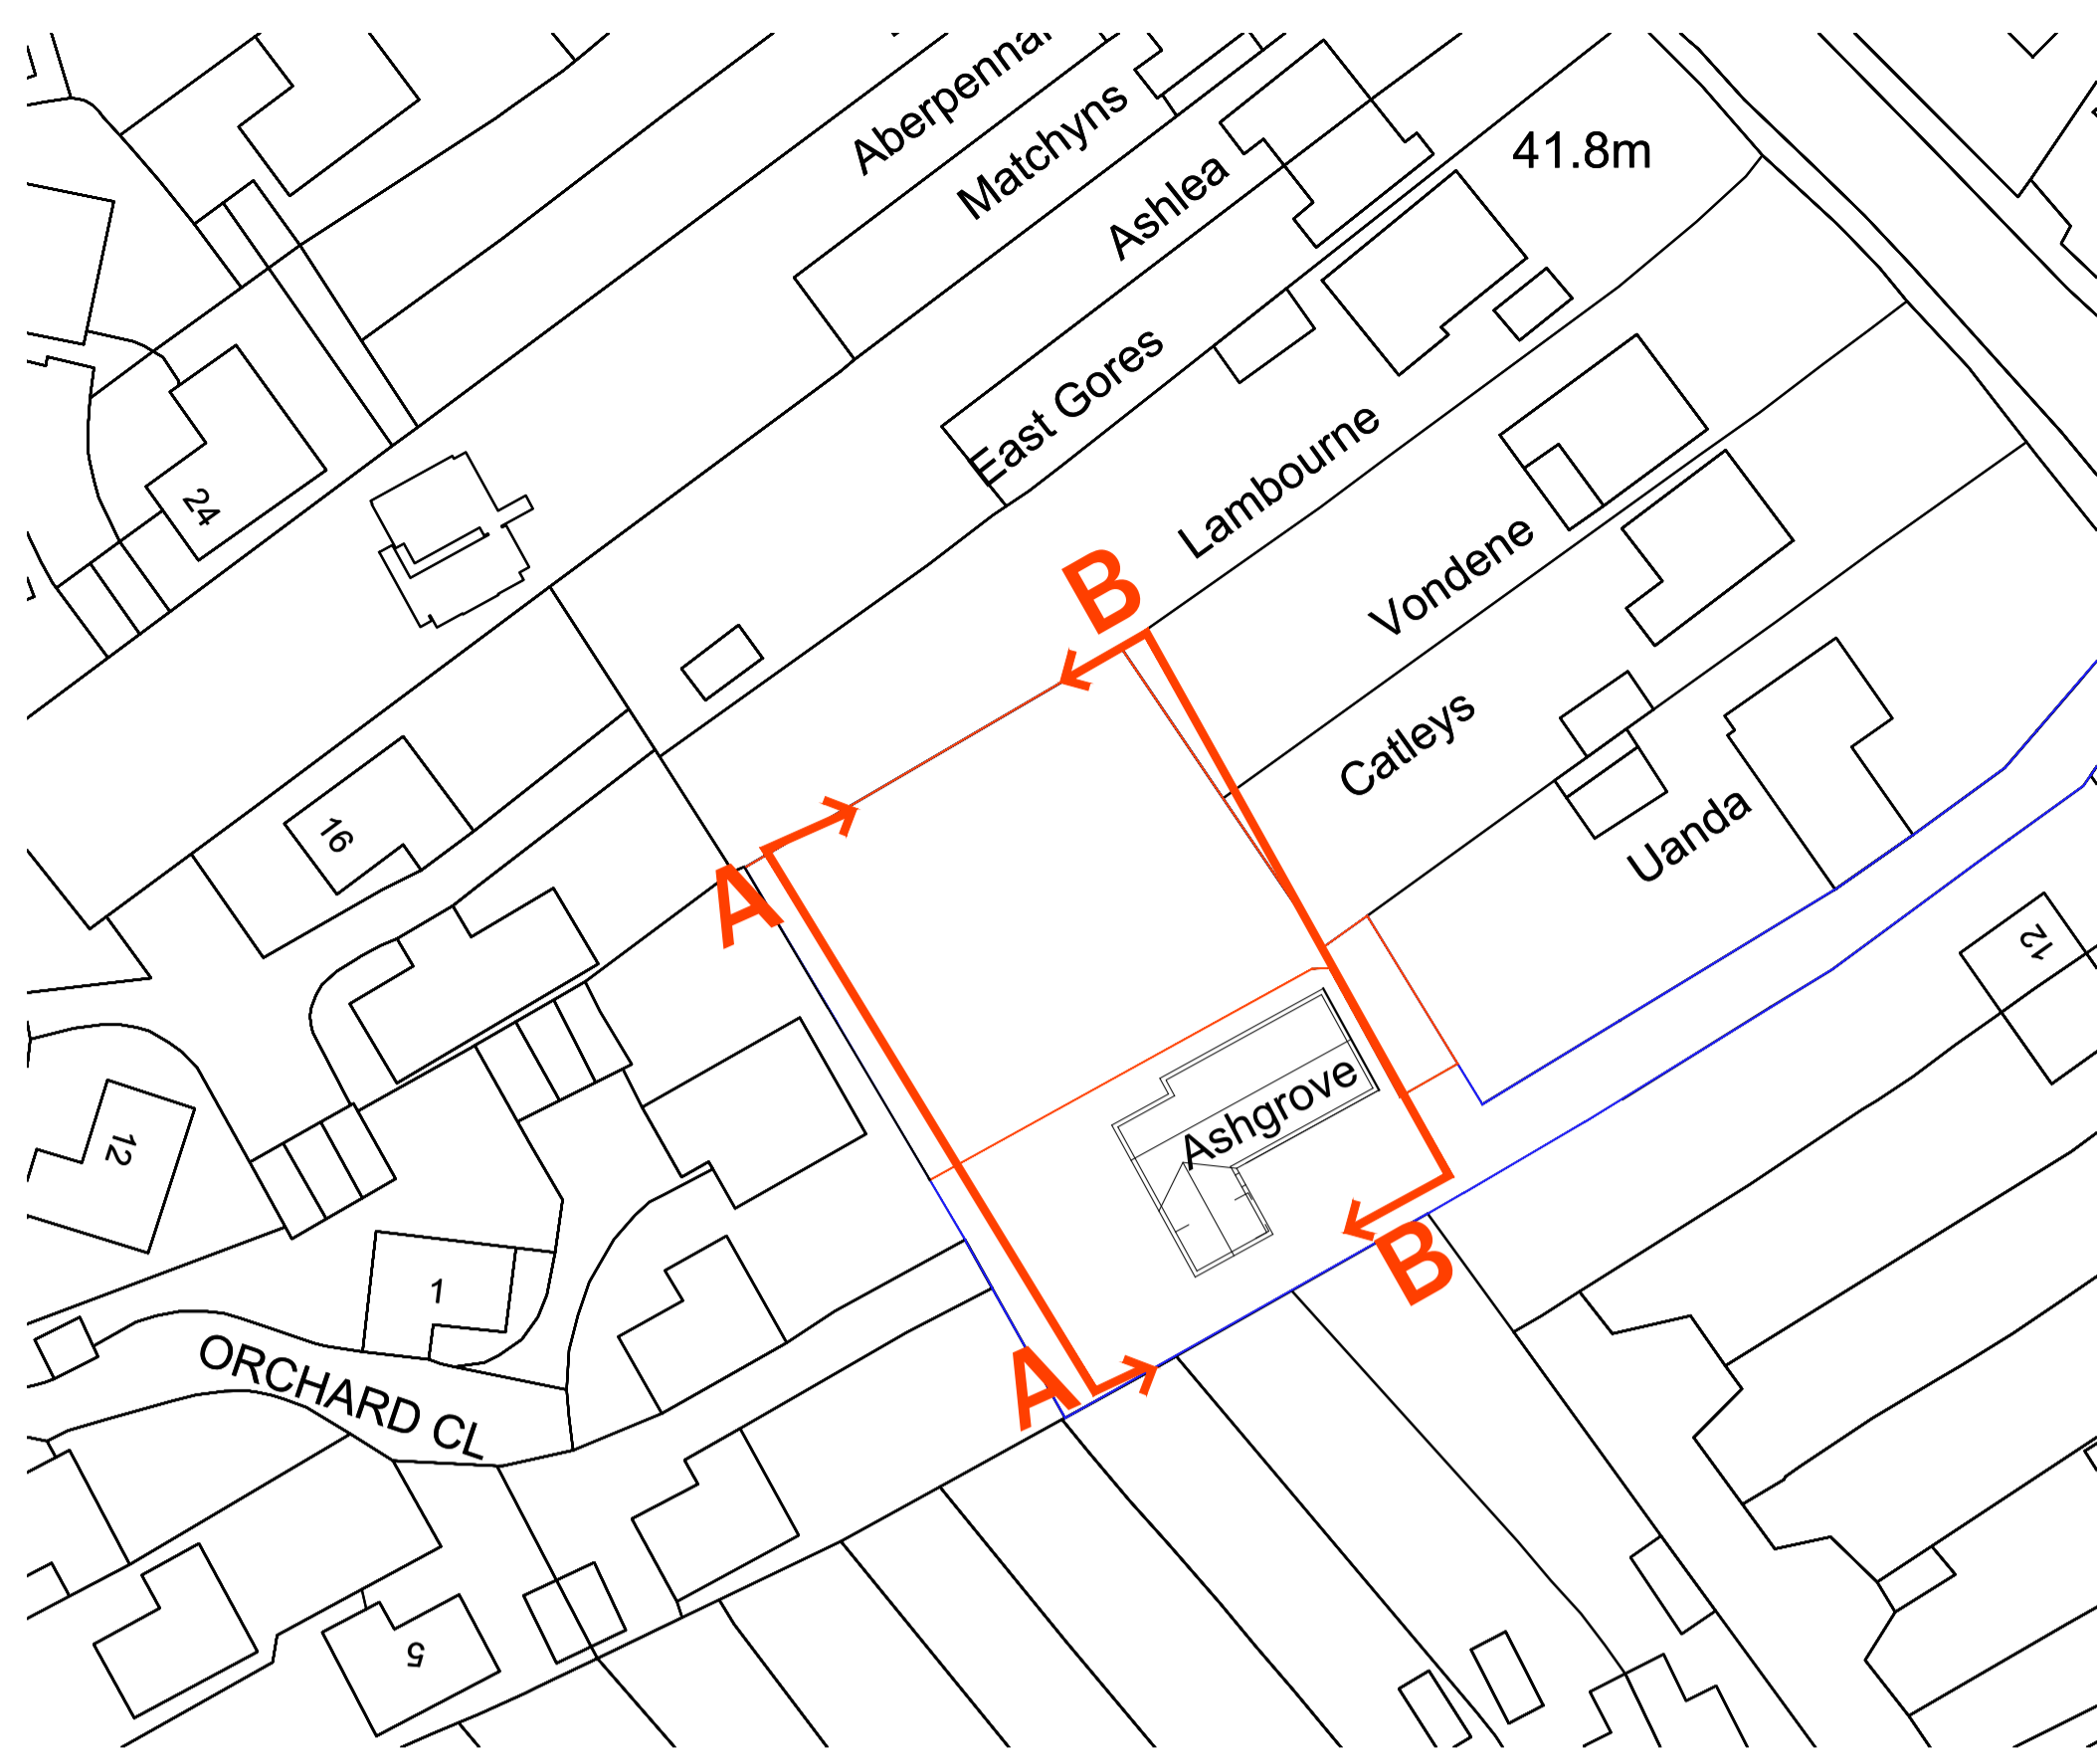 Aberpennar
Matchyns
Ashlea
41.8m
East Gores
Lambourne
24
B
Vondene
Catleys
16
A
Uanda
12
Ashgrove
12
B
1
A
ORCHARD CL
5